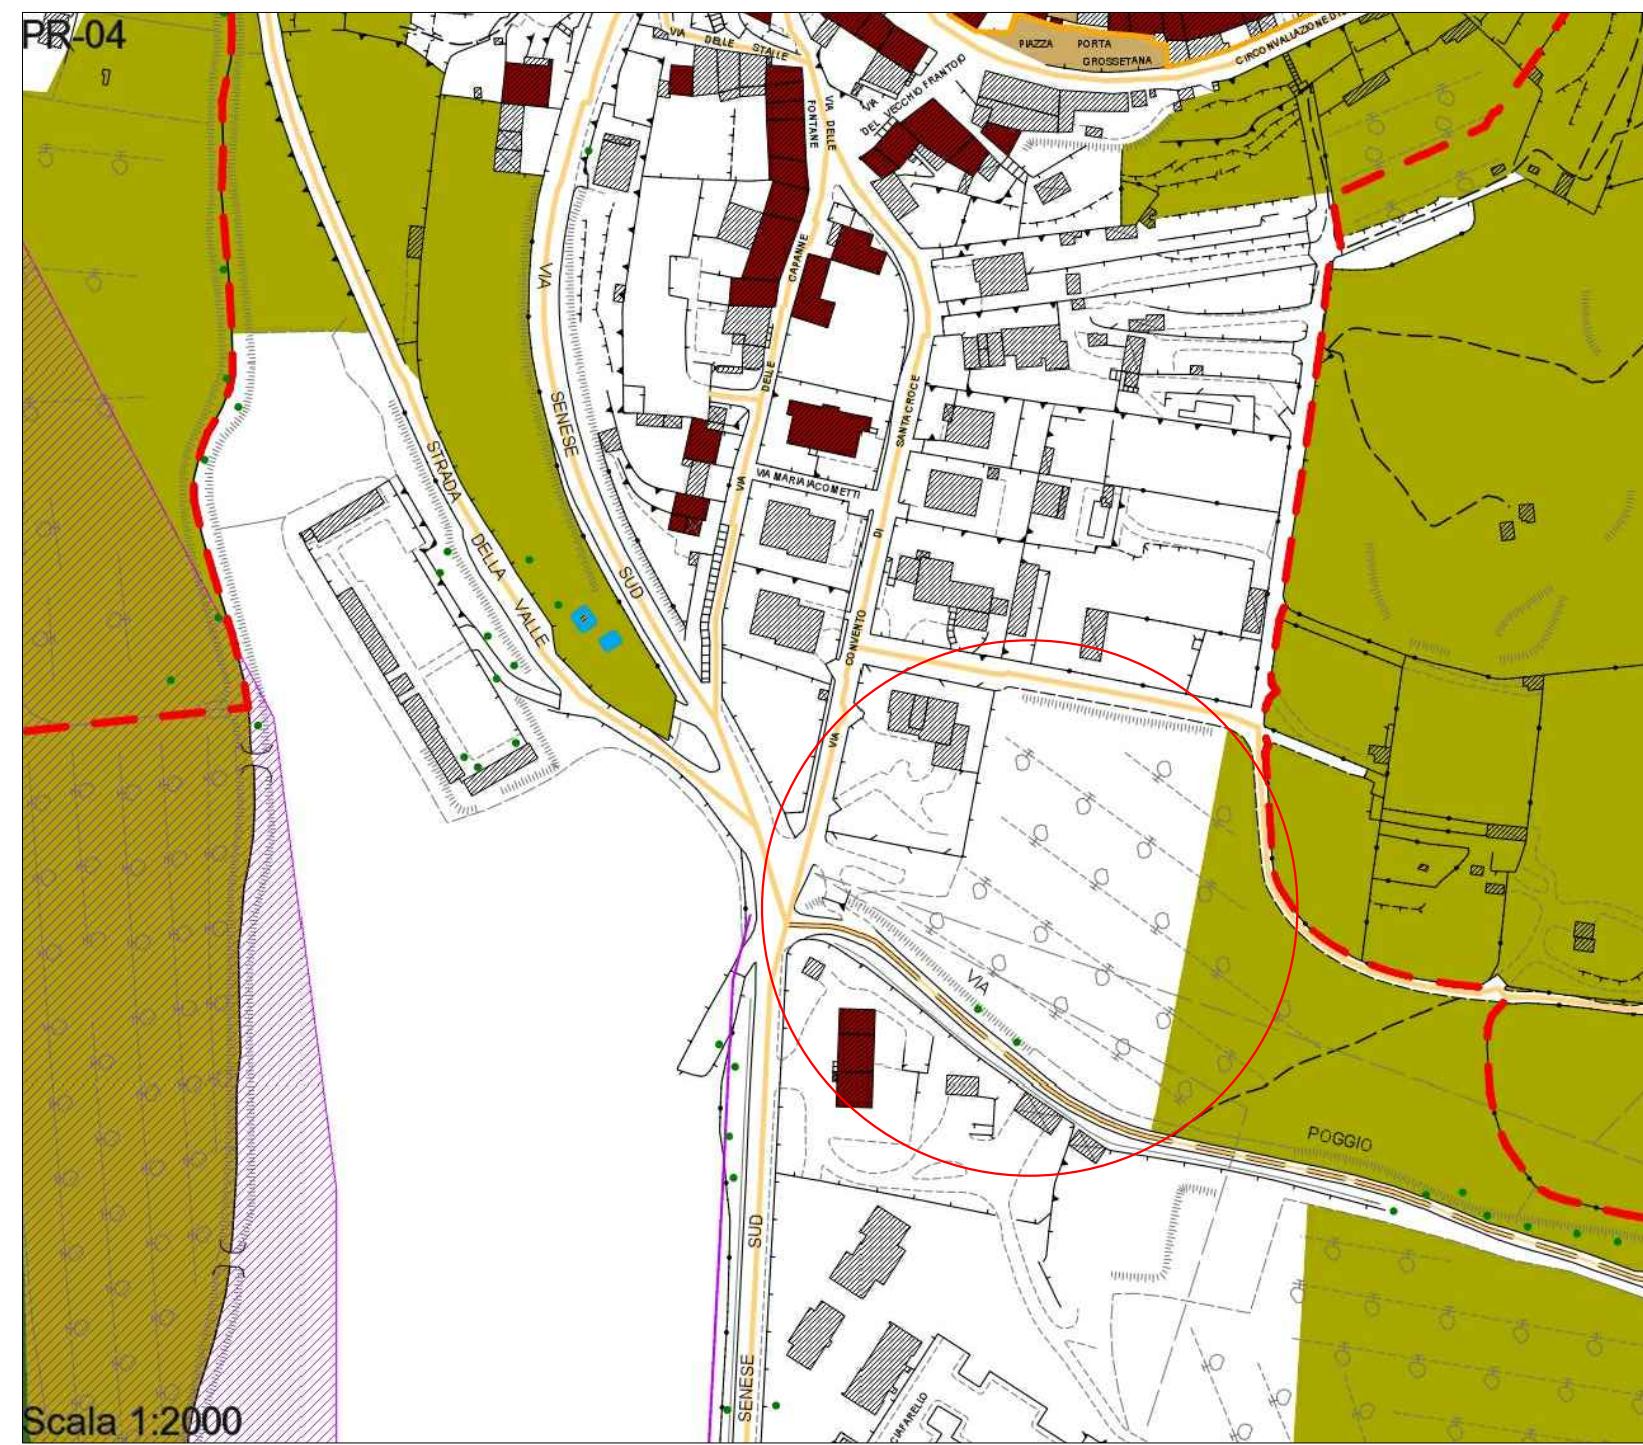 PR-04
1
VIA DELLE STALLE
PIAZZA PORTA
GROSSETANA
VIA
DEL VECCHIO FRANTOIO
VIA DELLE
FONTANE
VIA
SENESE
SUD
STRADA
DELLA
VALLE
VIA
DELLE
CAPANNE
VIA MARIA IACOMETTI
VIA
DI
SANTA CROCE
CONVENTO
VIA
POGGIO
SUD
SENESE
Scala 1:2000